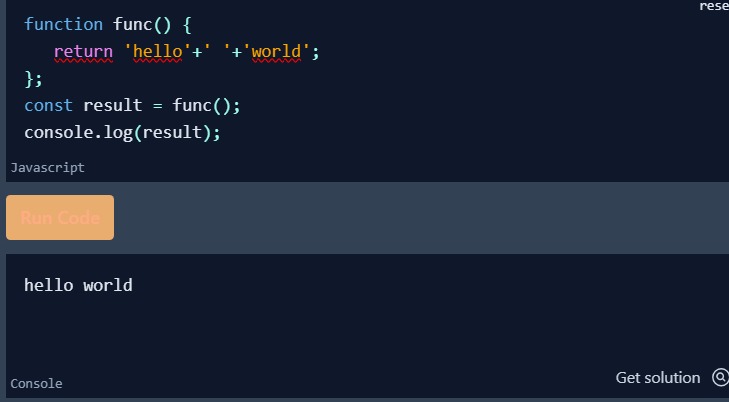 rese
function func() {
   return 'hello'+' '+'world';
};
const result = func();
console.log(result);
Javascript
Run Code
hello world
Get solution
Console